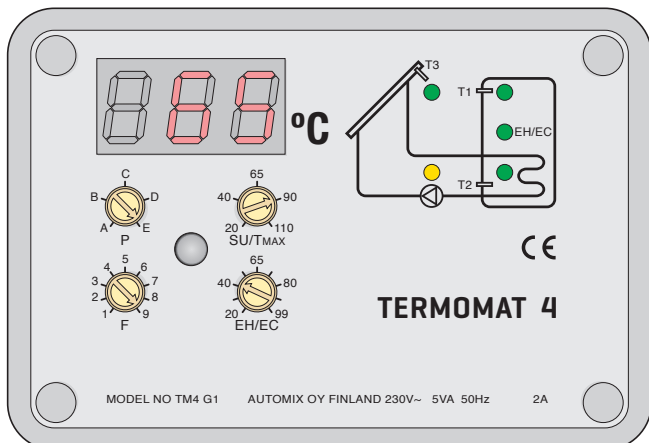 65 °C
T3
T1
EH/EC
T2
C
B D
A E
P
65
40 90
20 110
SU/TMAX
5
4 6
3 7
2 8
1 9
F
65
40 80
20 99
EH/EC
CE
TERMOMAT 4
MODEL NO TM4 G1 AUTOMIX OY FINLAND 230V~ 5VA 50Hz 2A